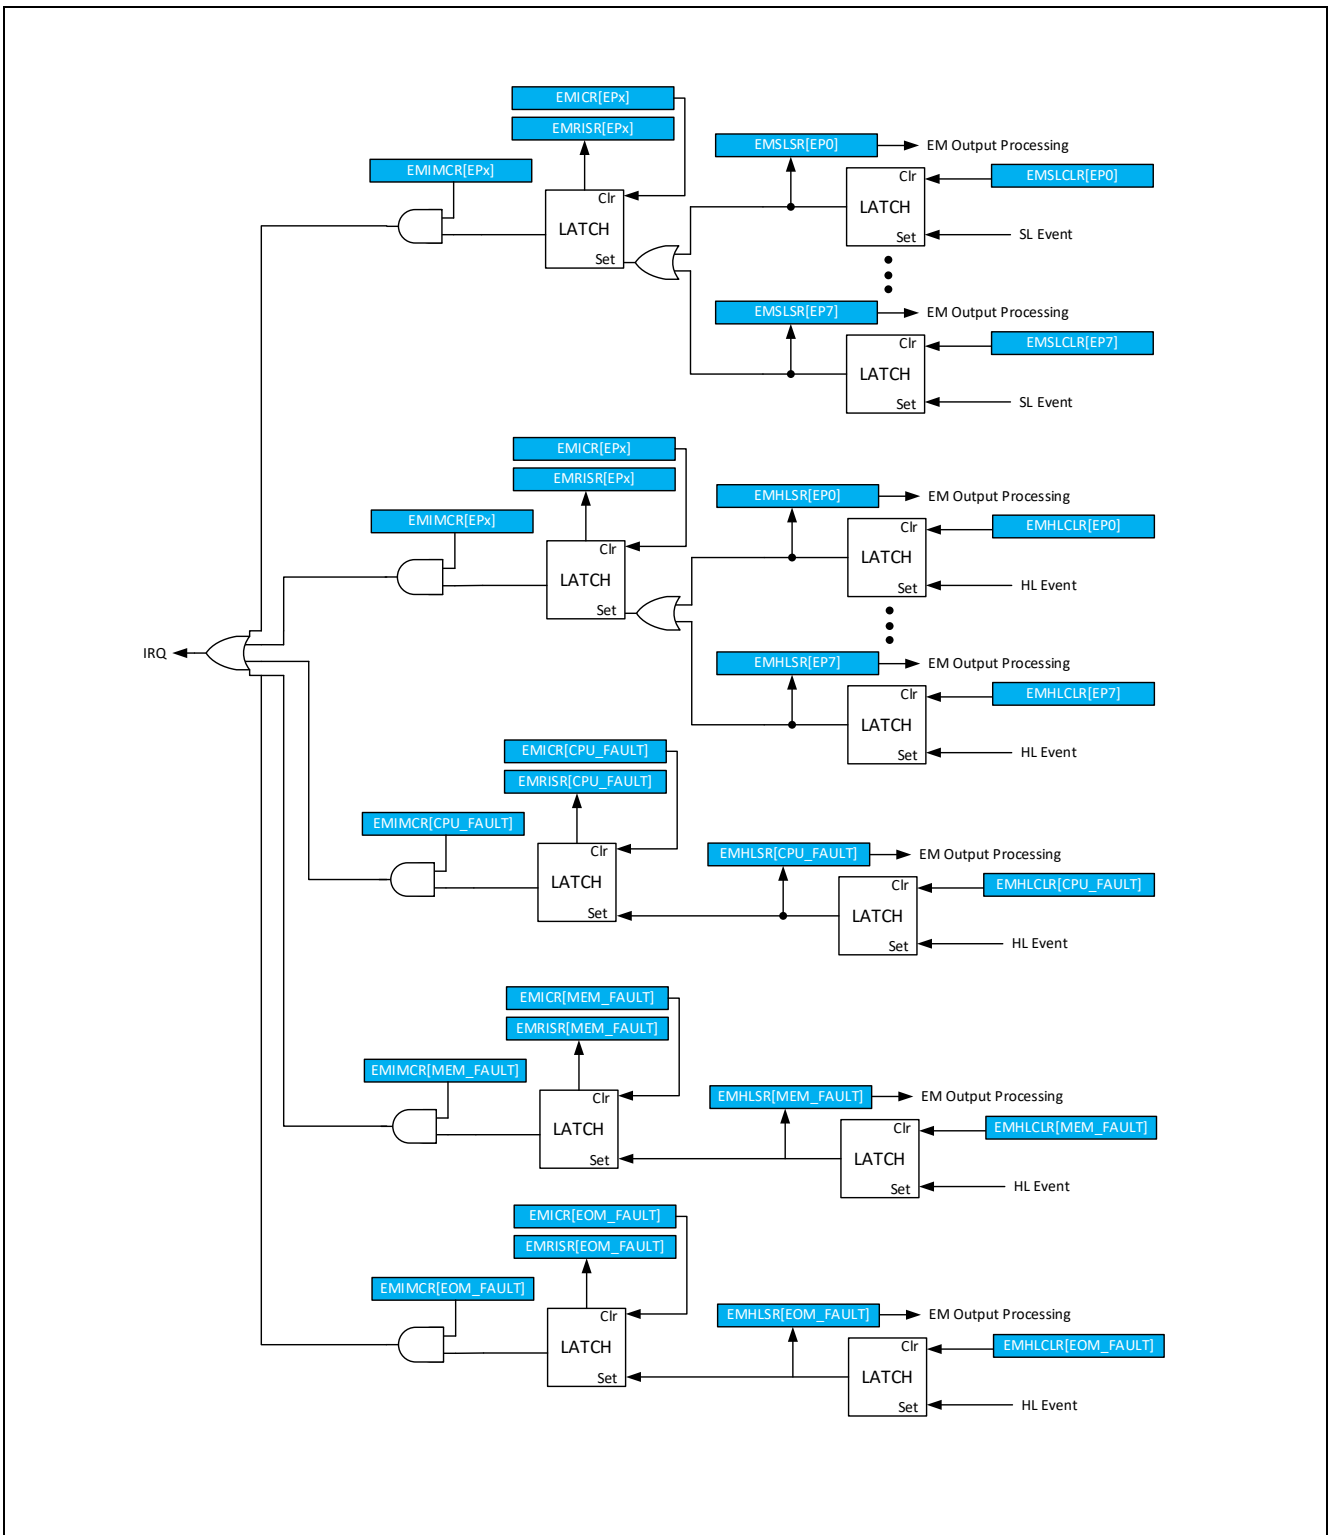 EMICR[EPx]
EMRISR[EPx]
EMIMCR[EPx]
Clr
LATCH
Set
EMSLSR[EP0]
EM Output Processing
Clr
EMSLCLR[EP0]
LATCH
Set
SL Event
EMSLSR[EP7]
EM Output Processing
Clr
EMSLCLR[EP7]
LATCH
Set
SL Event
EMICR[EPx]
EMRISR[EPx]
EMIMCR[EPx]
Clr
LATCH
Set
EMHLSR[EP0]
EM Output Processing
Clr
EMHLCLR[EP0]
LATCH
Set
HL Event
IRQ
EMHLSR[EP7]
EM Output Processing
Clr
EMHLCLR[EP7]
LATCH
Set
HL Event
EMICR[CPU_FAULT]
EMRISR[CPU_FAULT]
EMIMCR[CPU_FAULT]
Clr
LATCH
Set
EMHLSR[CPU_FAULT]
EM Output Processing
Clr
EMHLCLR[CPU_FAULT]
LATCH
Set
HL Event
EMICR[MEM_FAULT]
EMRISR[MEM_FAULT]
EMIMCR[MEM_FAULT]
Clr
LATCH
Set
EMHLSR[MEM_FAULT]
EM Output Processing
Clr
EMHLCLR[MEM_FAULT]
LATCH
Set
HL Event
EMICR[EOM_FAULT]
EMRISR[EOM_FAULT]
EMIMCR[EOM_FAULT]
Clr
LATCH
Set
EMHLSR[EOM_FAULT]
EM Output Processing
Clr
EMHLCLR[EOM_FAULT]
LATCH
Set
HL Event